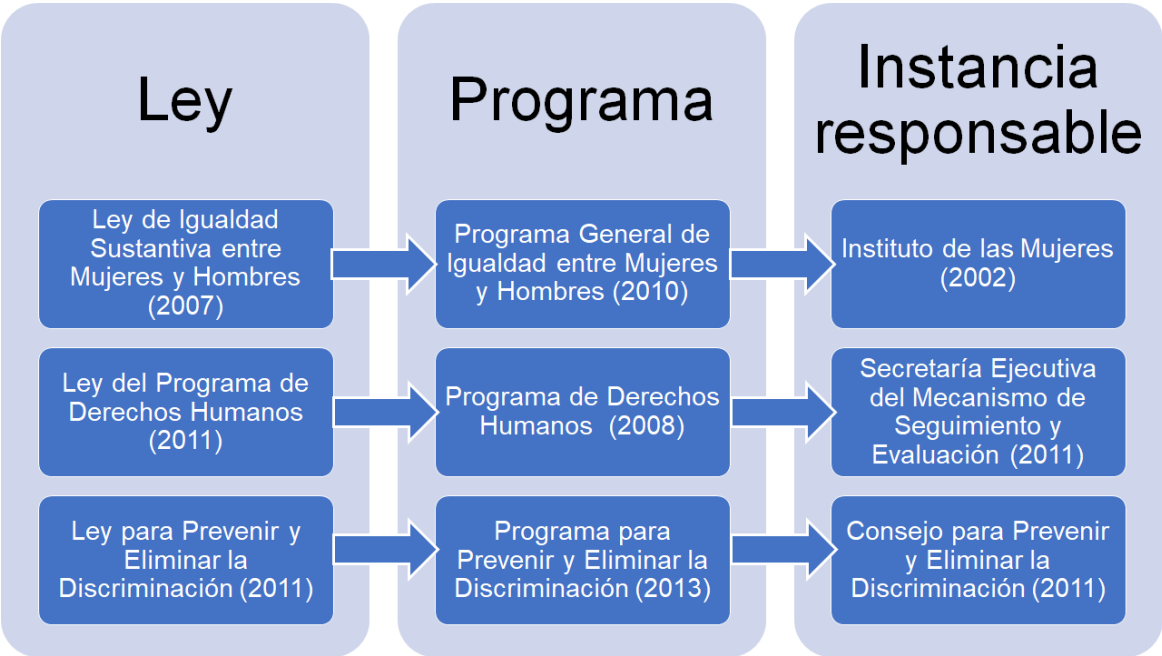 Ley
Ley de Igualdad
Sustantiva entre
Mujeres y Hombres
(2007)
Ley del Programa de
Derechos Humanos
(2011)
Ley para Prevenir y
Eliminar la
Discriminación (2011)
Programa
Programa General de
Igualdad entre Mujeres
y Hombres (2010)
Programa de Derechos
Humanos (2008)
Programa para
Prevenir y Eliminar la
Discriminación (2013)
Instancia
responsable
Instituto de las Mujeres
(2002)
Secretaría Ejecutiva
del Mecanismo de
Seguimiento y
Evaluación (2011)
Consejo para Prevenir
y Eliminar la
Discriminación (2011)